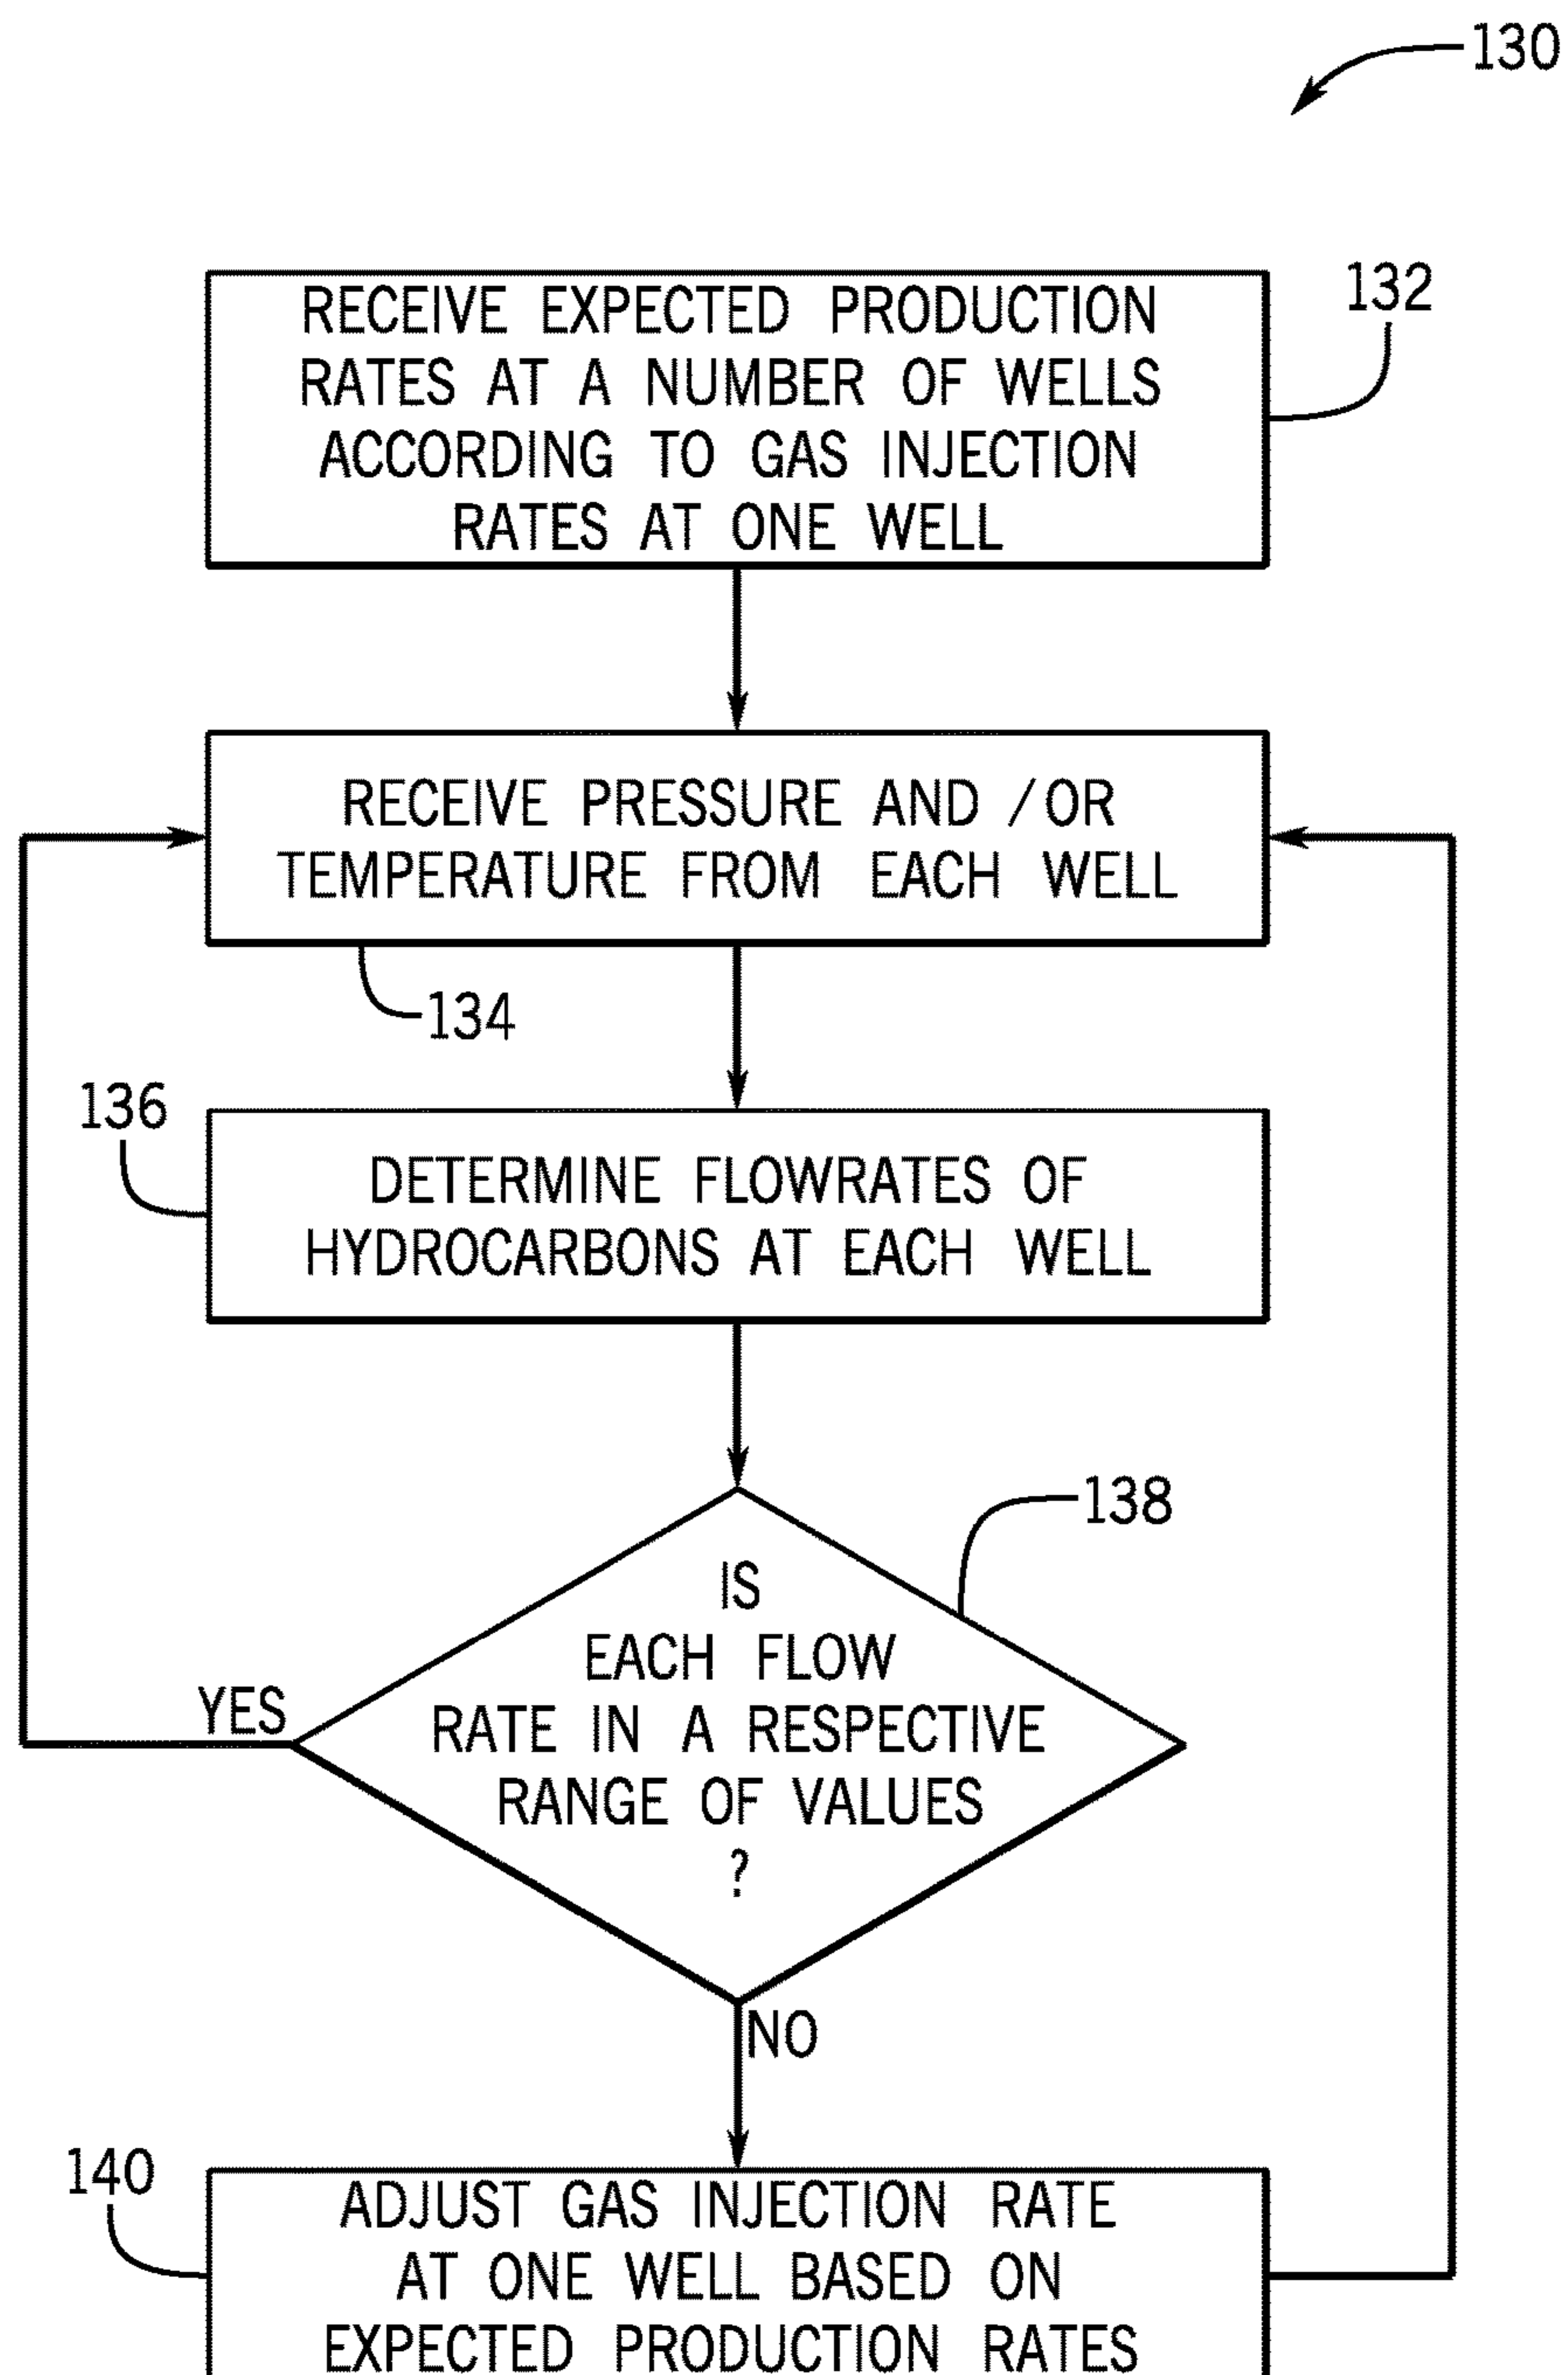 130
RECEIVE EXPECTED PRODUCTION
RATES AT A NUMBER OF WELLS
ACCORDING TO GAS INJECTION
RATES AT ONE WELL
132
RECEIVE PRESSURE AND /OR
TEMPERATURE FROM EACH WELL
134
136
DETERMINE FLOWRATES OF
HYDROCARBONS AT EACH WELL
138
IS
EACH FLOW
RATE IN A RESPECTIVE
RANGE OF VALUES
?
YES
NO
140
ADJUST GAS INJECTION RATE
AT ONE WELL BASED ON
EXPECTED PRODUCTION RATES